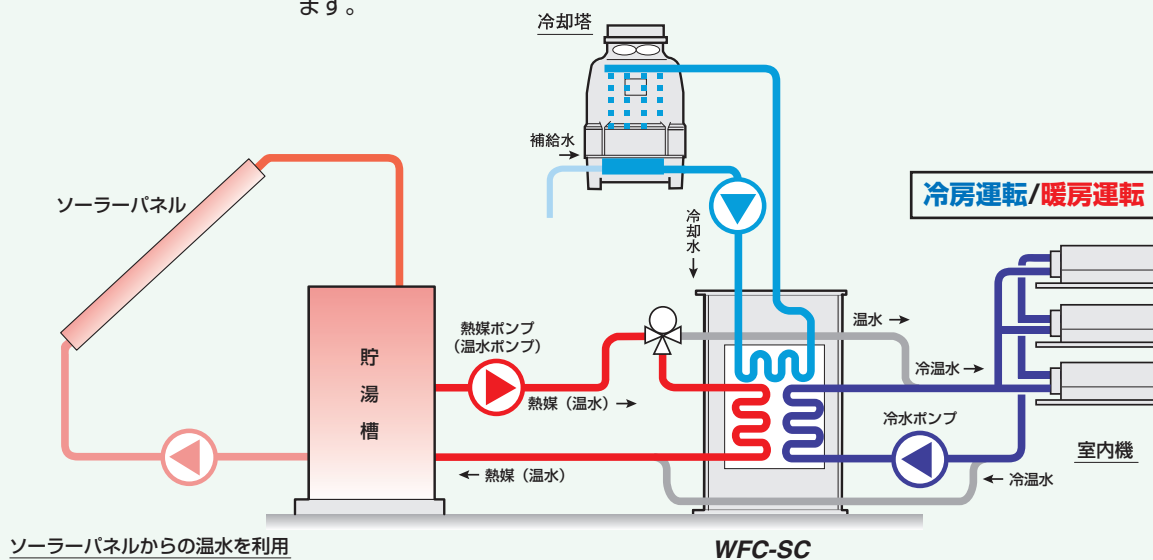 ます。
冷却塔
補給水
ソーラーパネル
冷房運転/暖房運転
冷却水
貯湯槽
熱媒ポンプ
（温水ポンプ）
温水
冷温水
熱媒（温水）
冷水ポンプ
室内機
熱媒（温水）
冷温水
ソーラーパネルからの温水を利用
WFC-SC